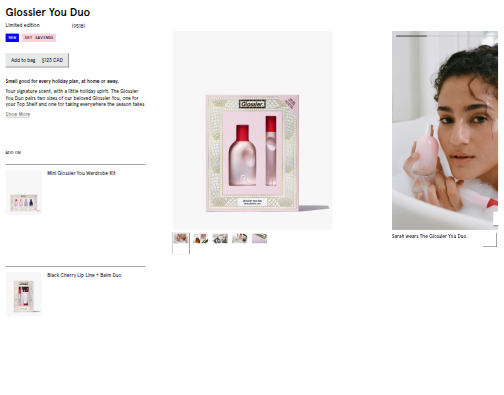 Glossier You Duo
Limited edition
(9518)
NEW
SET SAVINGS
Add to bag $123 CAD
Smell good for every holiday plan, at home or away.
Your signature scent, with a little holiday spirit. The Glossier
You Duo pairs two sizes of our beloved Glossier You, one for
your Top Shelf and one for taking everywhere the season takes
Show More
ADD ON
Mini Glossier You Wardrobe Kit
Black Cherry Lip Line + Balm Duo
Glossier.
Sarah wears The Glossier You Duo.